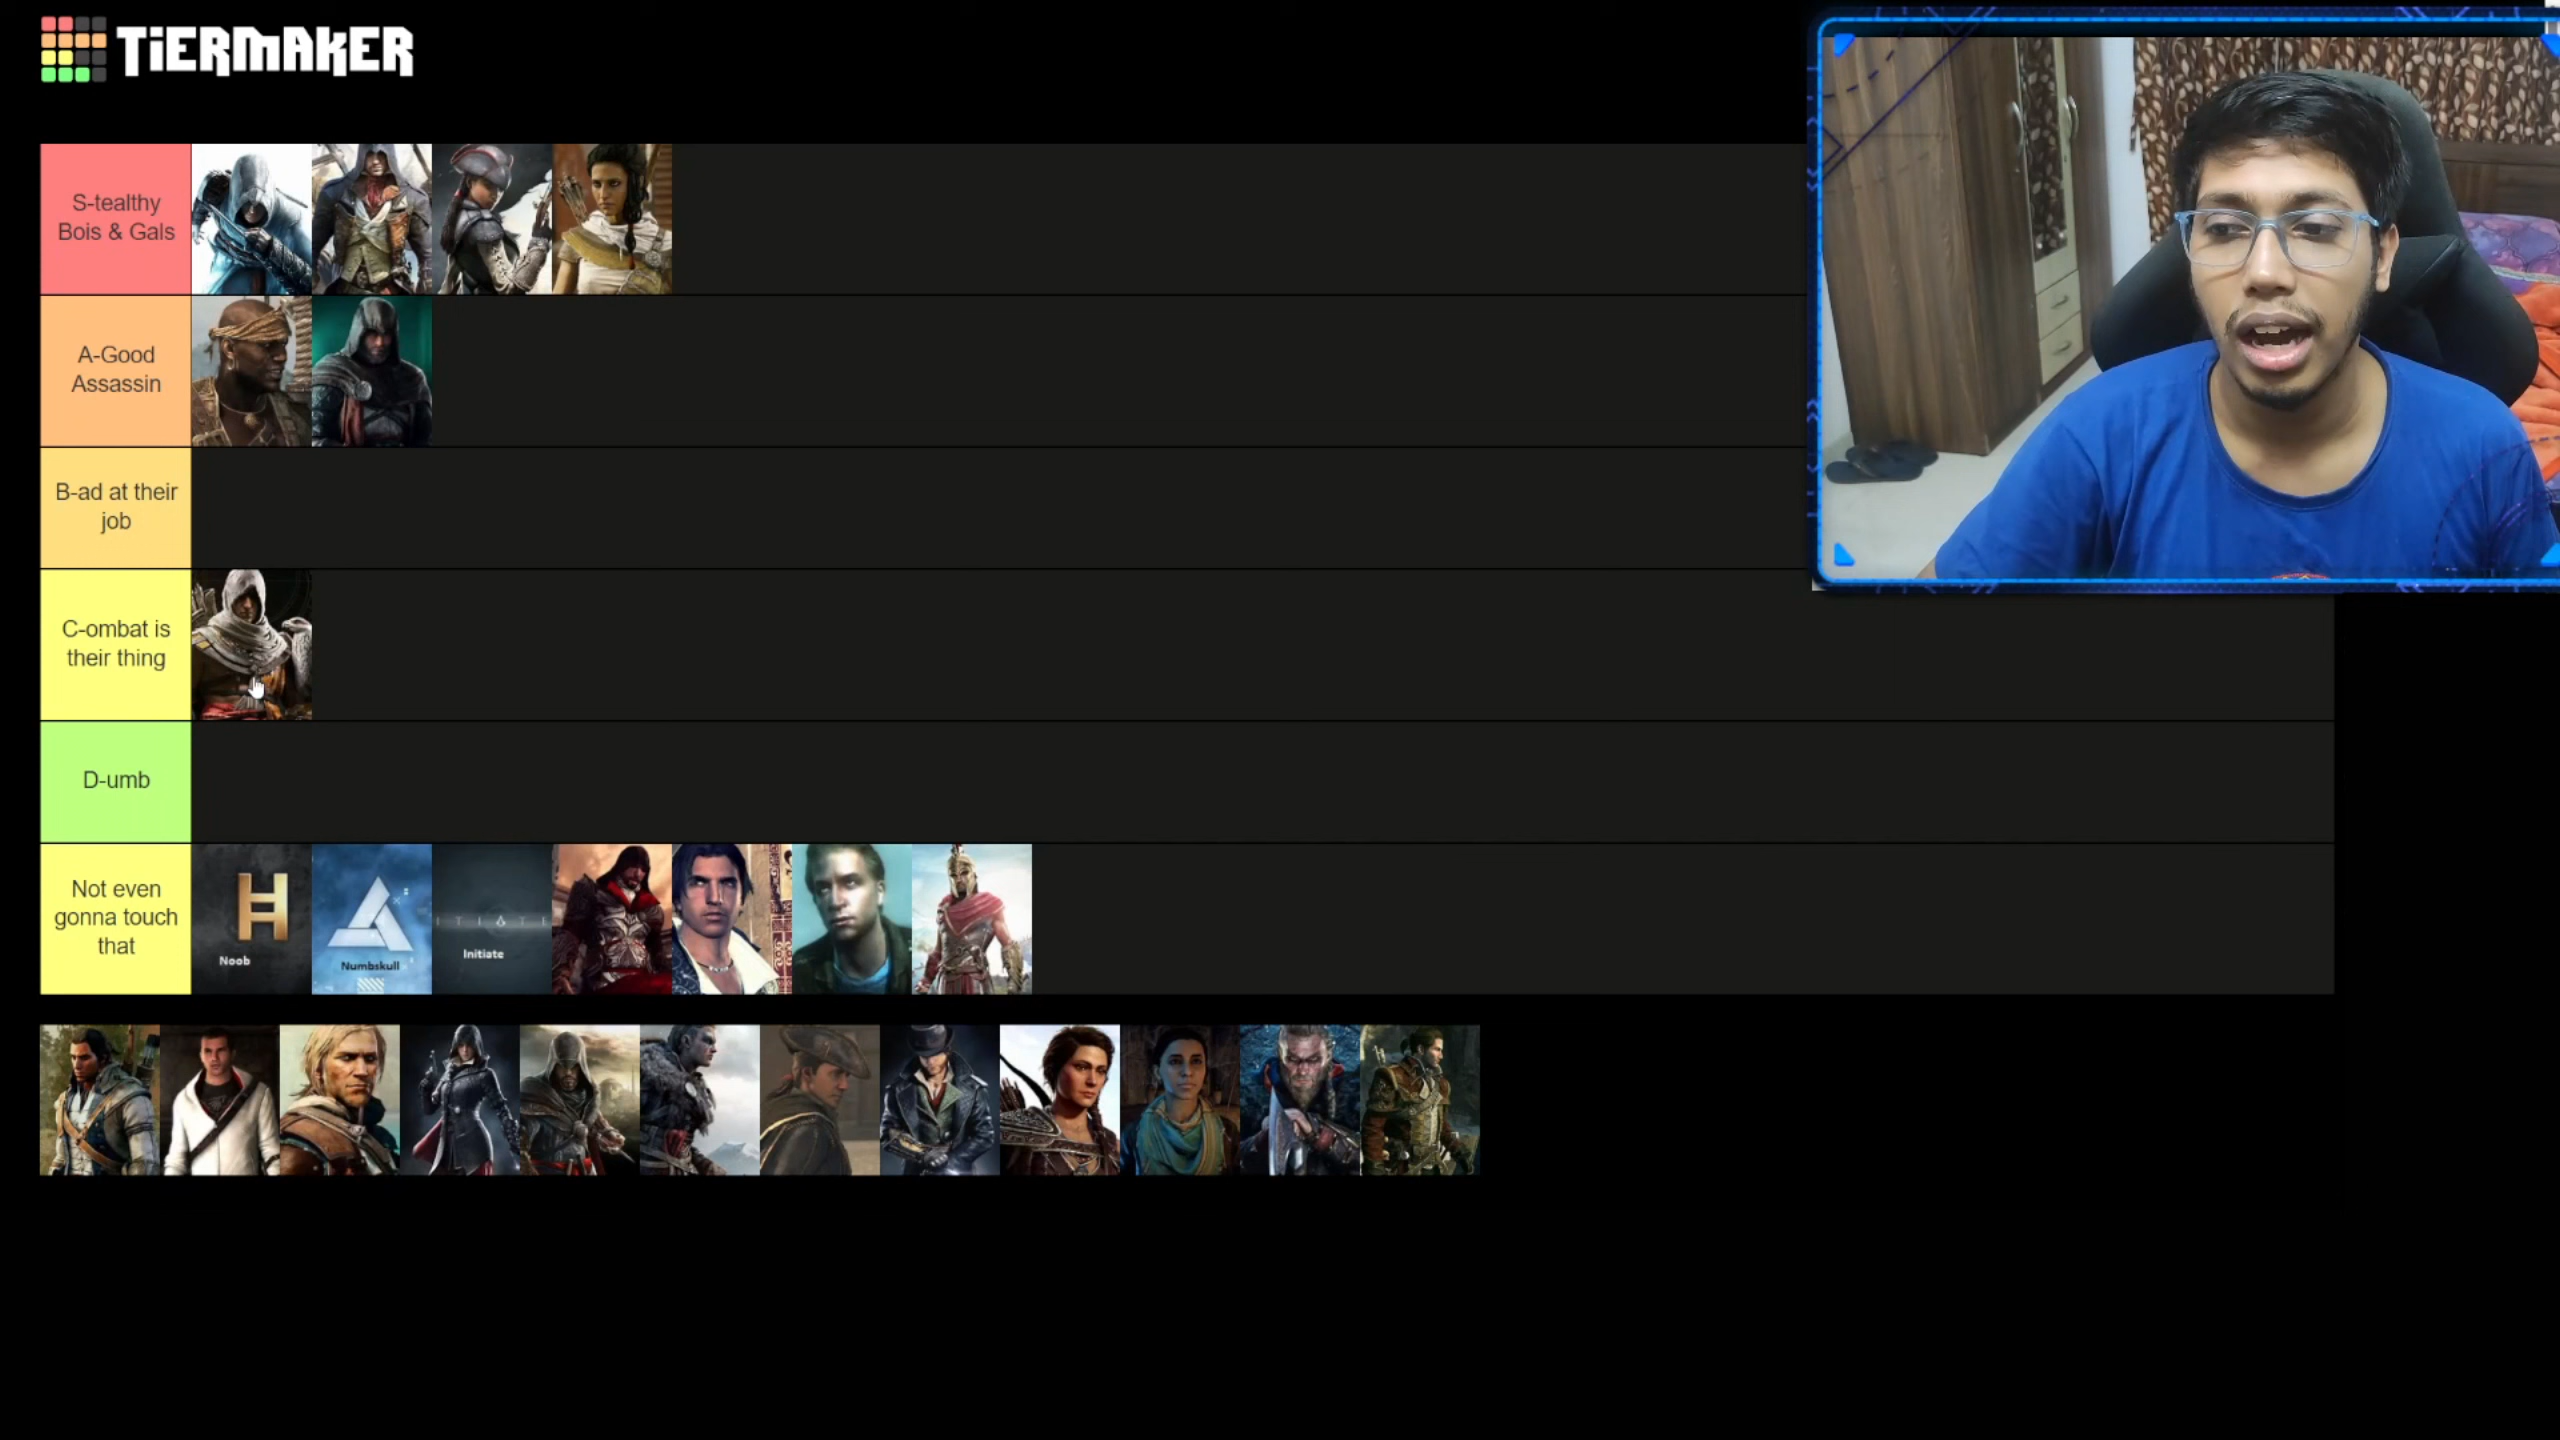 TiERMAKER
S-tealthy
Bois & Gals
A-Good
Assassin
B-ad at their
job
C-ombat is
their thing
D-umb
Not even
gonna touch
that
Noob
Numbskull
ITIATE
Initiate